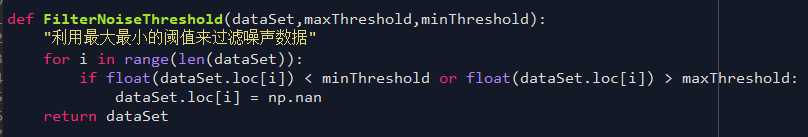 def FilterNoiseThreshold(dataSet,maxThreshold,minThreshold):
    "利用最大最小的阈值来过滤噪声数据"
    for i in range(len(dataSet)):
        if float(dataSet.loc[i]) < minThreshold or float(dataSet.loc[i]) > maxThreshold:
            dataSet.loc[i] = np.nan
    return dataSet